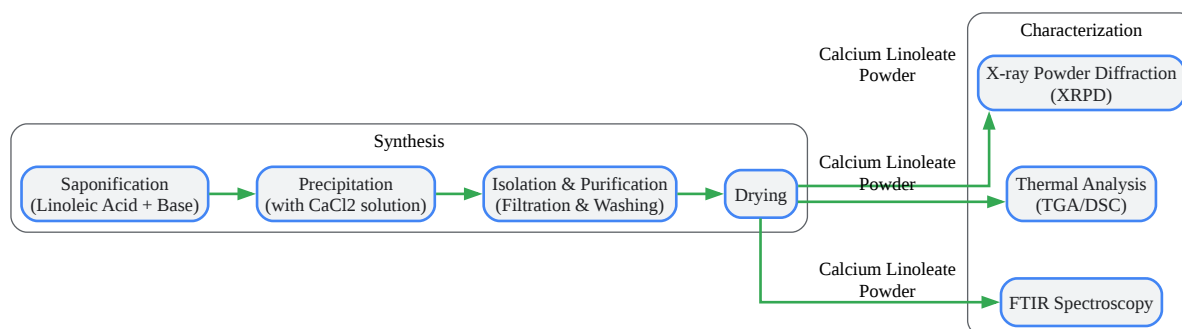 Characterization
Calcium Linoleate
Powder
X-ray Powder Diffraction
(XRPD)
Synthesis
Saponification
(Linoleic Acid + Base)
Precipitation
(with CaCl2 solution)
Isolation & Purification
(Filtration & Washing)
Drying
Calcium Linoleate
Powder
Thermal Analysis
(TGA/DSC)
Calcium Linoleate
Powder
FTIR Spectroscopy